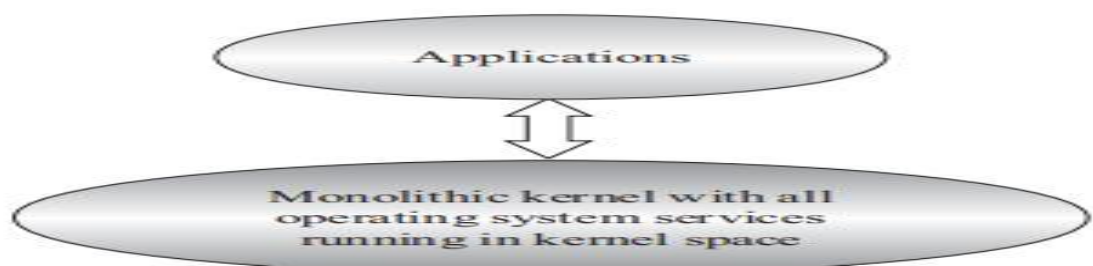 Applications
Monolithic kernel with all
operating system services
running in kernel space